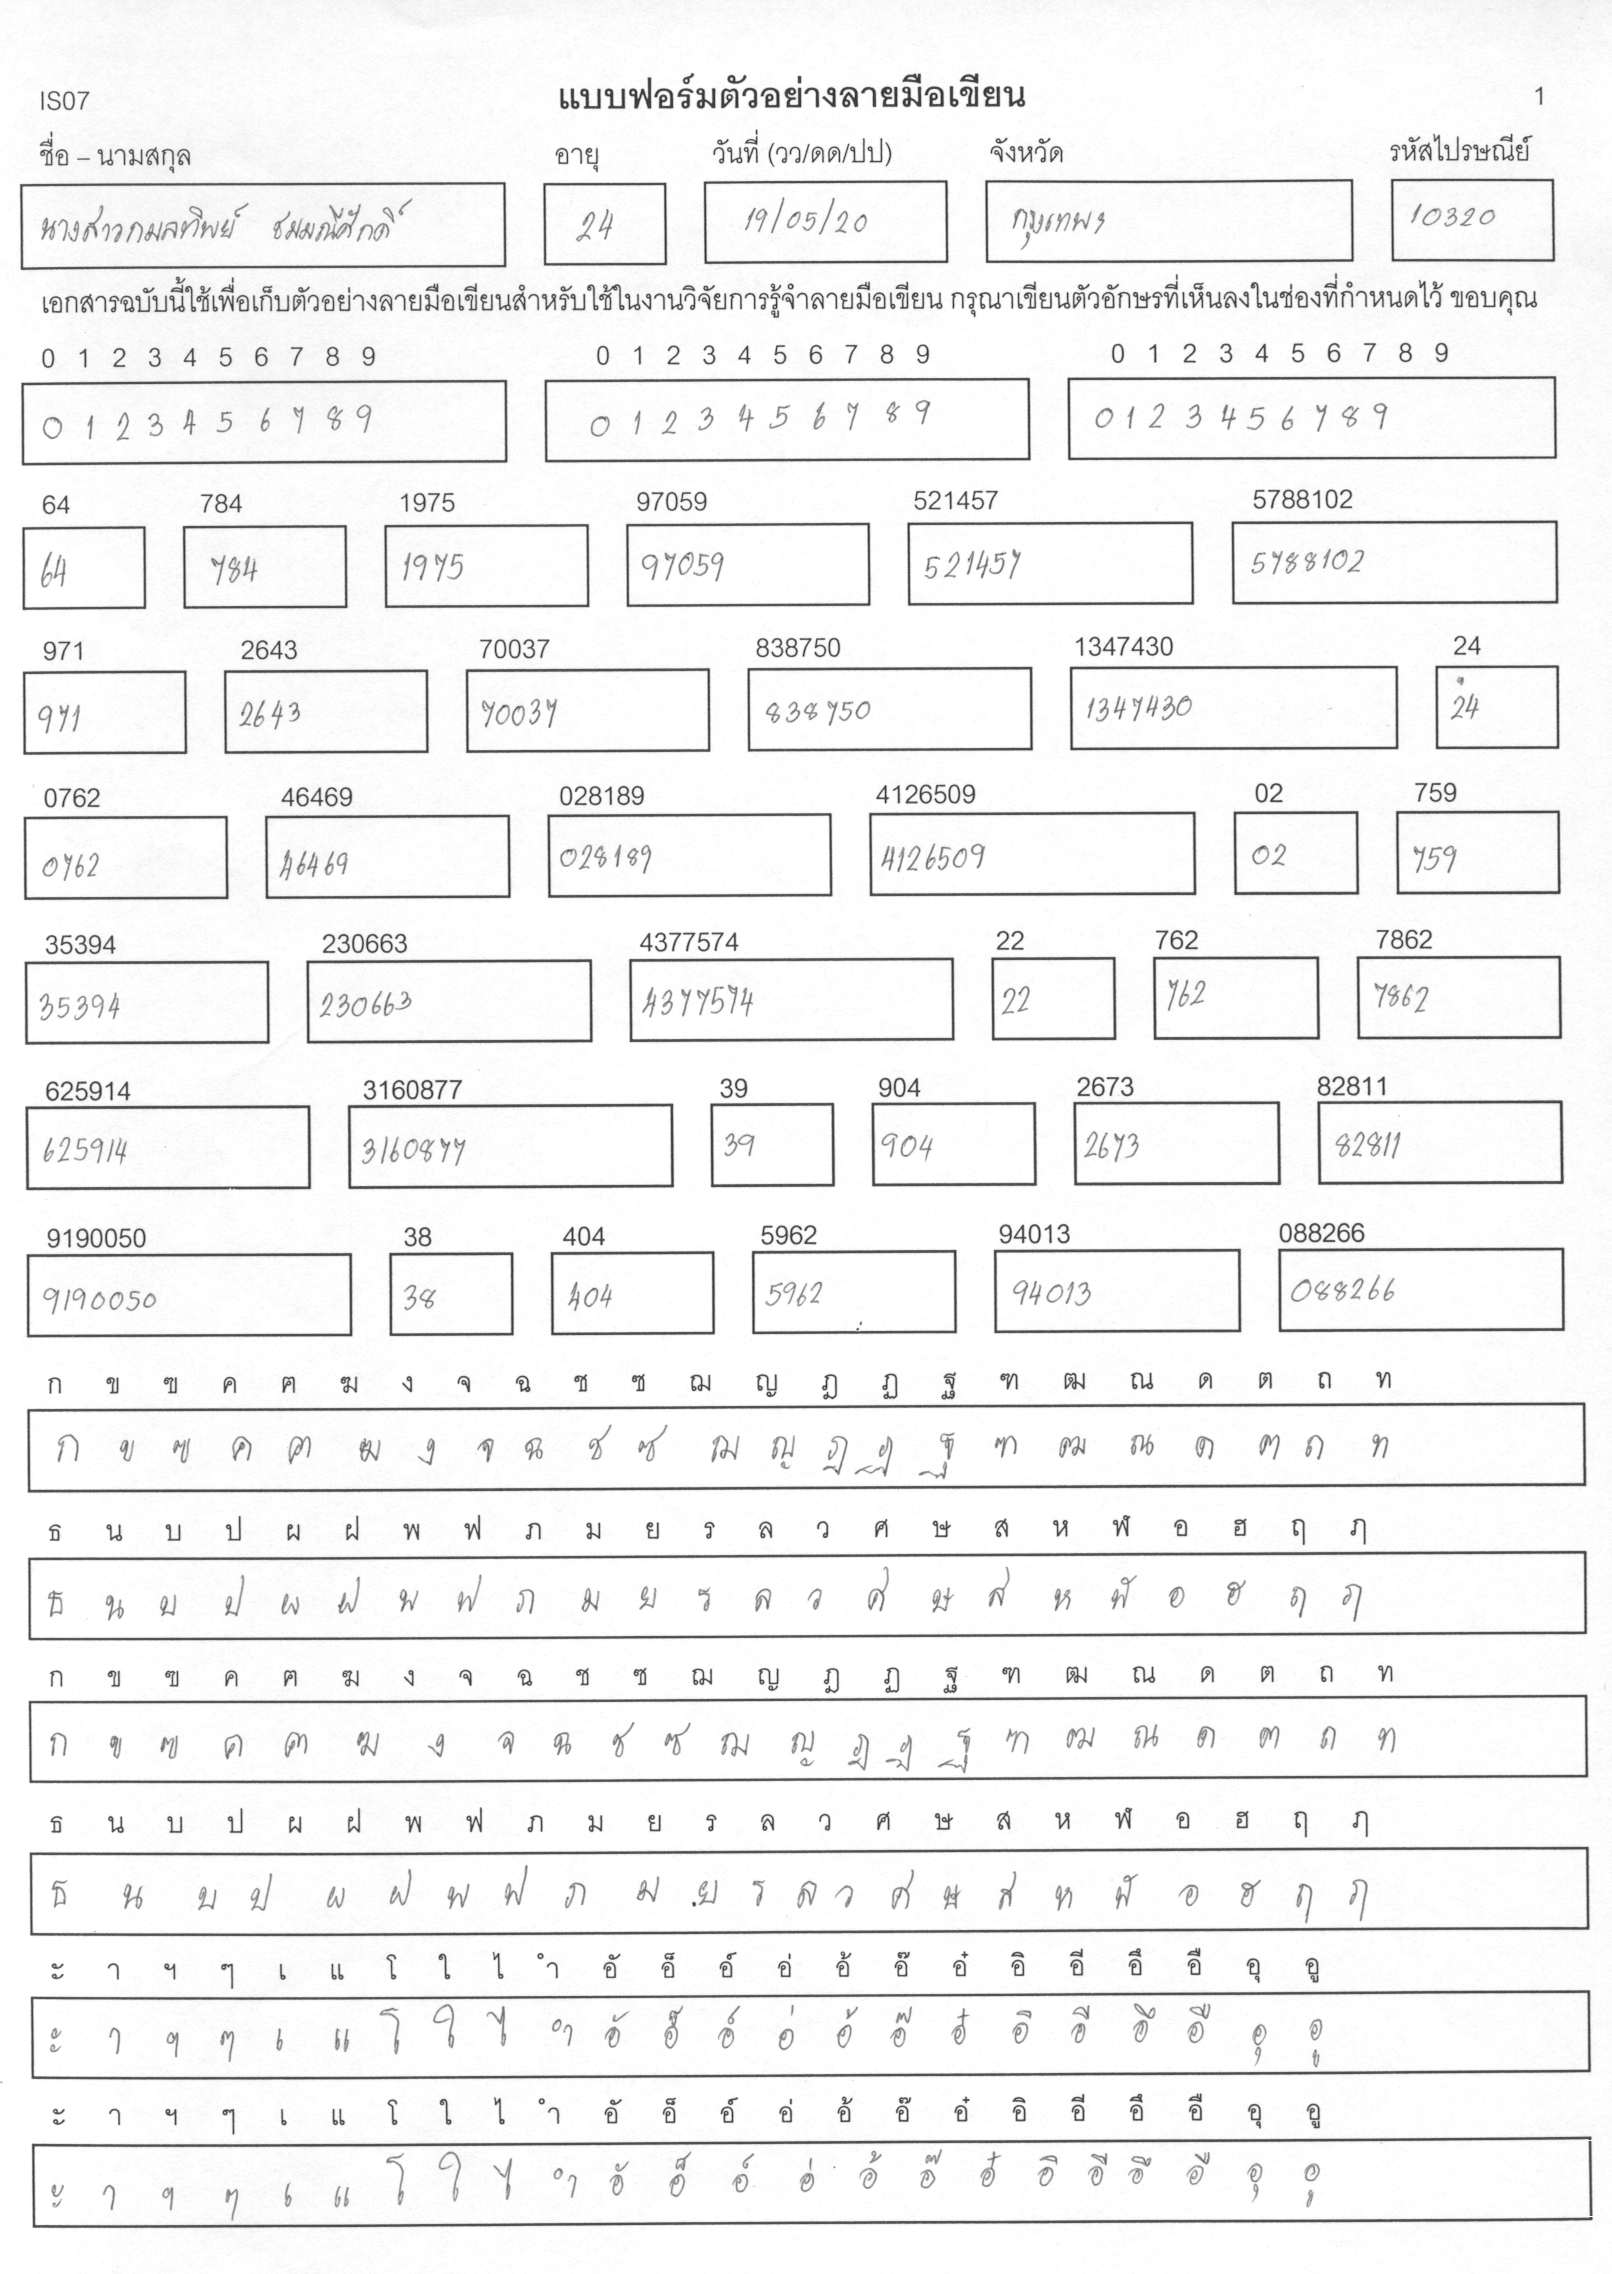 IS07 แบบฟอร์มตัวอย่างลายมือเขียน 1
ชื่อ – นามสกุล อายุ วันที่ (วว/ดด/ปป) จังหวัด รหัสไปรษณีย์
นางสาวกมลทิพย์ 24 19/05/20 กรุงเทพฯ 10320
เอกสารฉบับนี้ใช้เพื่อเก็บตัวอย่างลายมือเขียนสำหรับใช้ในงานวิจัยการรู้จำลายมือเขียน กรุณาเขียนตัวอักษรที่เห็นลงในช่องที่กำหนดไว้ ขอบคุณ
0 1 2 3 4 5 6 7 8 9 0 1 2 3 4 5 6 7 8 9 0 1 2 3 4 5 6 7 8 9
0 1 2 3 4 5 6 7 8 9 0 1 2 3 4 5 6 7 8 9 0 1 2 3 4 5 6 7 8 9
64 784 1975 97059 521457 5788102
64 784 1975 97059 521457 5788102
971 2643 70037 838750 1347430 24
971 2643 70037 838750 1347430 24
0762 46469 028189 4126509 02 759
0762 46469 028189 4126509 02 759
35394 230663 4377574 22 762 7862
35394 230663 4377574 22 762 7862
625914 3160877 39 904 2673 82811
625914 3160877 39 904 2673 82811
9190050 38 404 5962 94013 088266
9190050 38 404 5962 94013 088266
ก ข ฃ ค ฅ ฆ ง จ ฉ ช ซ ฌ ญ ฎ ฏ ฐ ฑ ฒ ณ ด ต ถ ท
ก ข ฃ ค ฅ ฆ ง จ ฉ ช ซ ฌ ญ ฎ ฏ ฐ ฑ ฒ ณ ด ต ถ ท
ธ น บ ป ผ ฝ พ ฟ ภ ม ย ร ล ว ศ ษ ส ห ฬ อ ฮ ฤ ฦ
ธ น บ ป ผ ฝ พ ฟ ภ ม ย ร ล ว ศ ษ ส ห ฬ อ ฮ ฤ ฦ
ก ข ฃ ค ฅ ฆ ง จ ฉ ช ซ ฌ ญ ฎ ฏ ฐ ฑ ฒ ณ ด ต ถ ท
ก ข ฃ ค ฅ ฆ ง จ ฉ ช ซ ฌ ญ ฎ ฏ ฐ ฑ ฒ ณ ด ต ถ ท
ธ น บ ป ผ ฝ พ ฟ ภ ม ย ร ล ว ศ ษ ส ห ฬ อ ฮ ฤ ฦ
ธ น บ ป ผ ฝ พ ฟ ภ ม ย ร ล ว ศ ษ ส ห ฬ อ ฮ ฤ ฦ
ะ า ฯ ๆ เ แ โ ใ ไ ำ อั อ็ อ์ อ่ อ้ อ๊ อ๋ อิ อี อึ อื อุ อู
ะ า ฯ ๆ เ แ โ ใ ไ ำ อั อ็ อ์ อ่ อ้ อ๊ อ๋ อิ อี อึ อื อุ อู
ะ า ฯ ๆ เ แ โ ใ ไ ำ อั อ็ อ์ อ่ อ้ อ๊ อ๋ อิ อี อึ อื อุ อู
ะ า ฯ ๆ เ แ โ ใ ไ ำ อั อ็ อ์ อ่ อ้ อ๊ อ๋ อิ อี อึ อื อุ อู